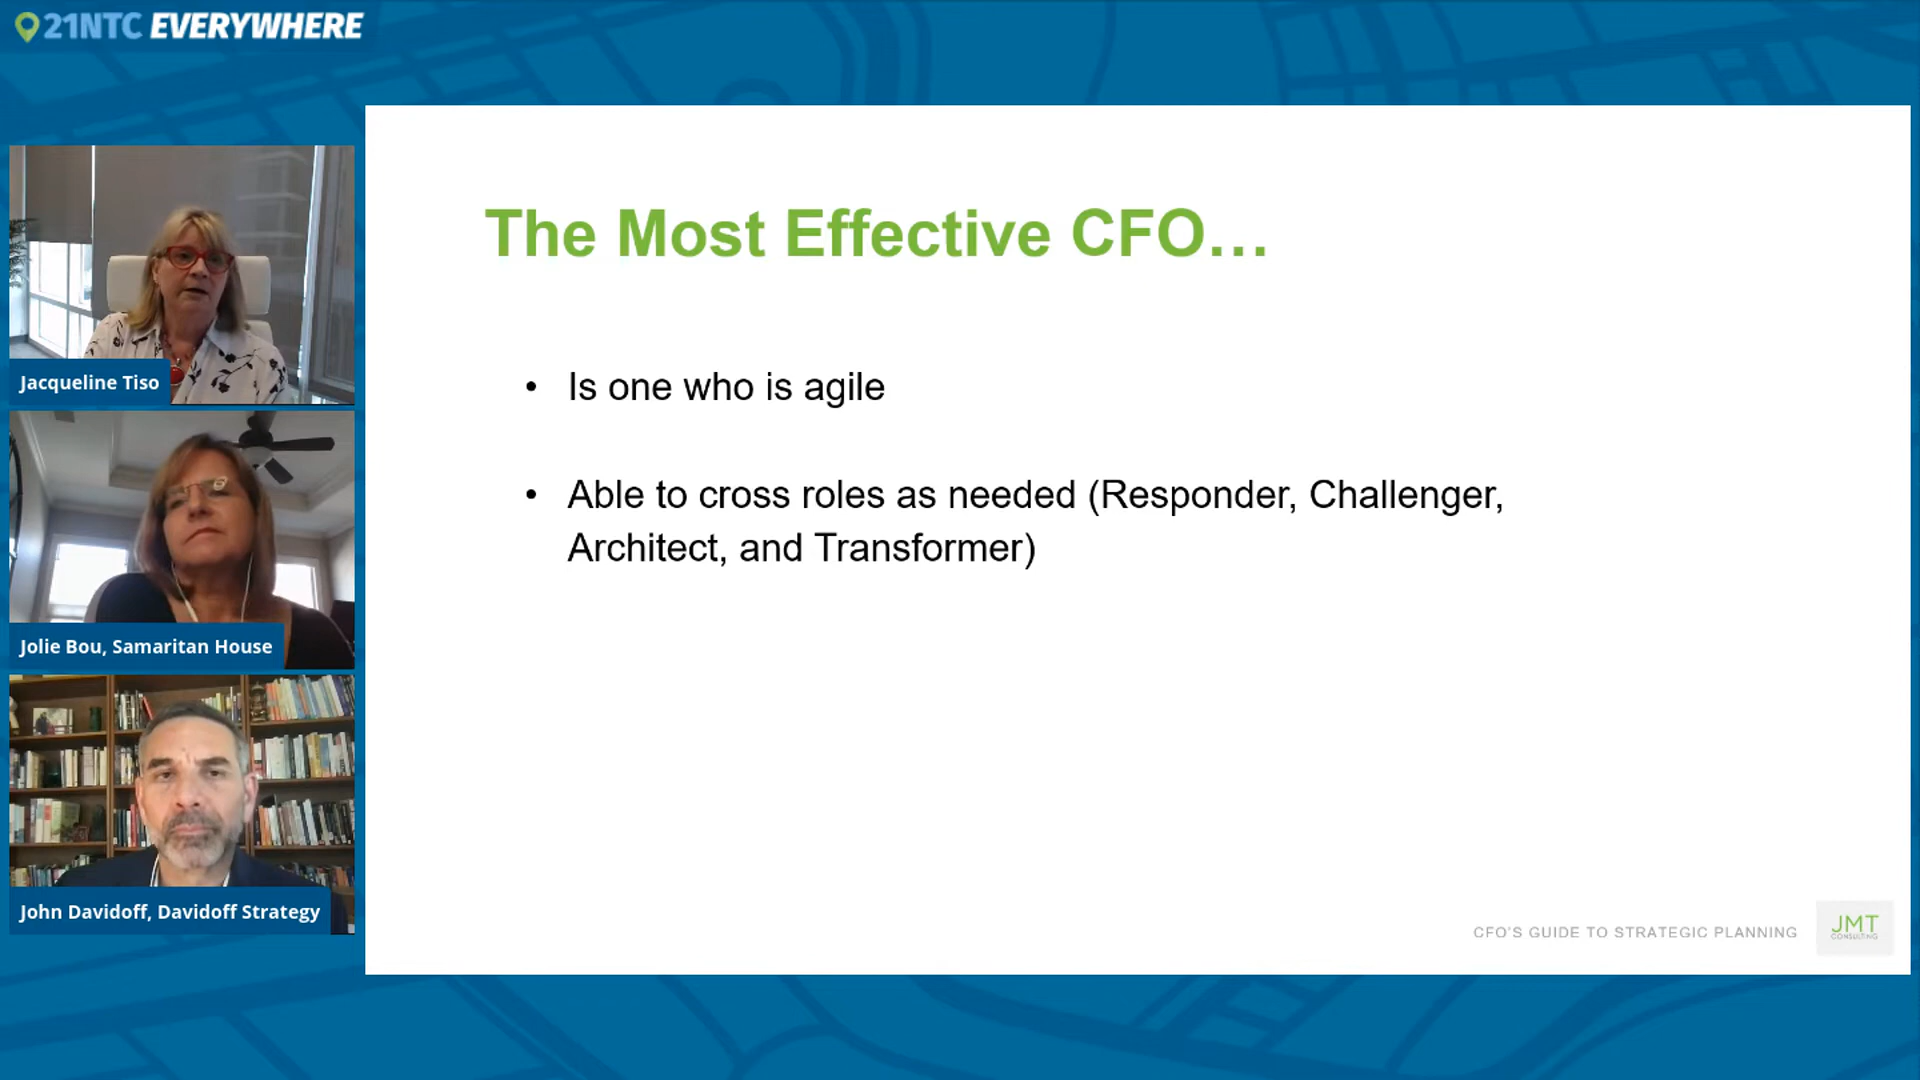 21NTC EVERYWHERE
Jacqueline Tiso
Jolie Bou, Samaritan House
John Davidoff, Davidoff Strategy
The Most Effective CFO...
• Is one who is agile
• Able to cross roles as needed (Responder, Challenger,
Architect, and Transformer)
CFO'S GUIDE TO STRATEGIC PLANNING
JMT
CONSULTING